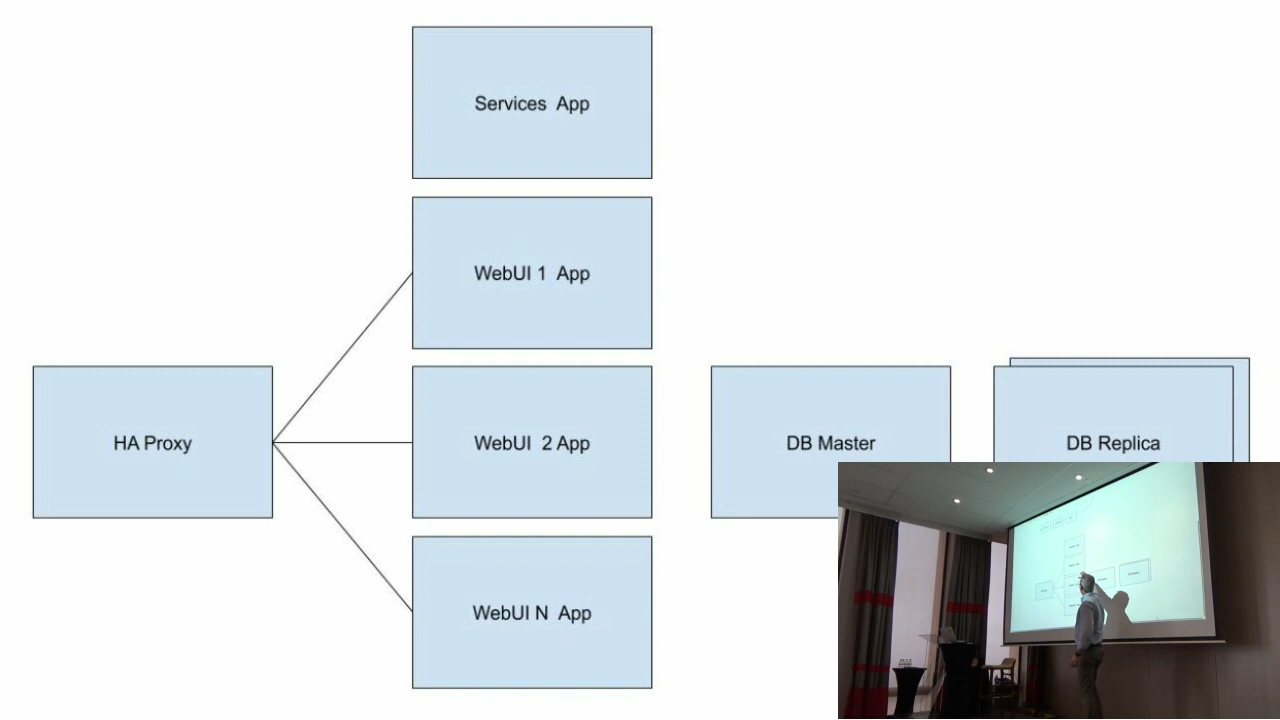 Services App
WebUI 1 App
HA Proxy
WebUI 2 App
DB Master
DB Replica
WebUI N App